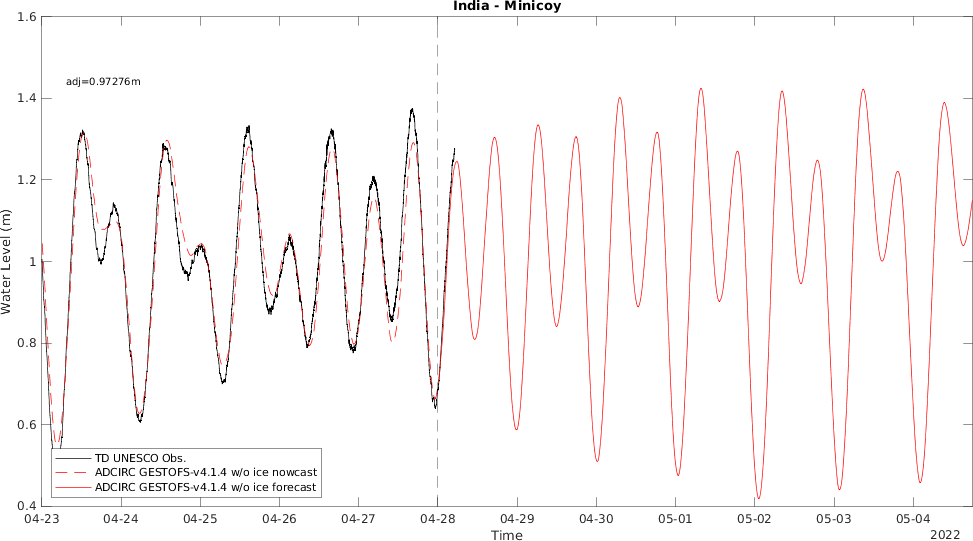 India - Minicoy
1.6
adj=0.97276m
1.4
1.2
1
0.8
0.6
0.4
Water Level (m)
TD UNESCO Obs.
ADCIRC GESTOFS-v4.1.4 w/o ice nowcast
ADCIRC GESTOFS-v4.1.4 w/o ice forecast
04-23 04-24 04-25 04-26 04-27 04-28 04-29 04-30 05-01 05-02 05-03 05-04
Time
2022